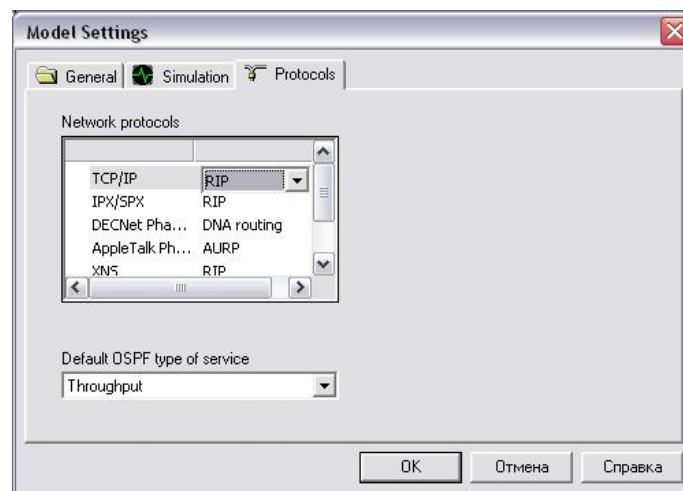 Model Settings
General Simulation Protocols
Network protocols
TCP/IP RIP
IPX/SPX RIP
DECNet Pha... DNA routing
AppleTalk Ph... AURP
XNS RIP
Default OSPF type of service
Throughput
OK Отмена Справка